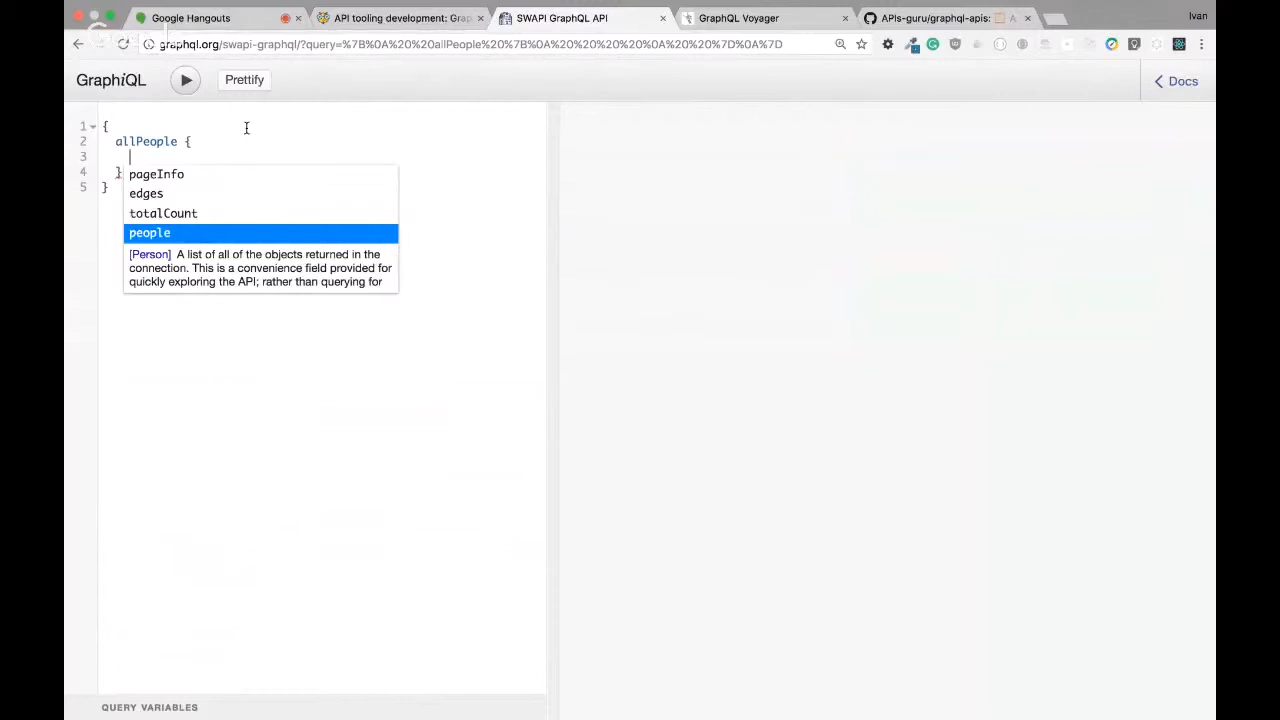 Google Hangouts
API tooling development: Grap
SWAPI GraphQL API
GraphQL Voyager
APIs-guru/graphql-apis:
Ivan
graphql.org/swapi-graphql/?query=%7B%0A%20%20allPeople%20%7B%0A%20%20%20%20%0A%20%20%7D%0A%7D
GraphiQL
Prettify
Docs
1 {
2 allPeople {
3
4 }
5 }
pageInfo
edges
totalCount
people
[Person] A list of all of the objects returned in the
connection. This is a convenience field provided for
quickly exploring the API; rather than querying for
QUERY VARIABLES